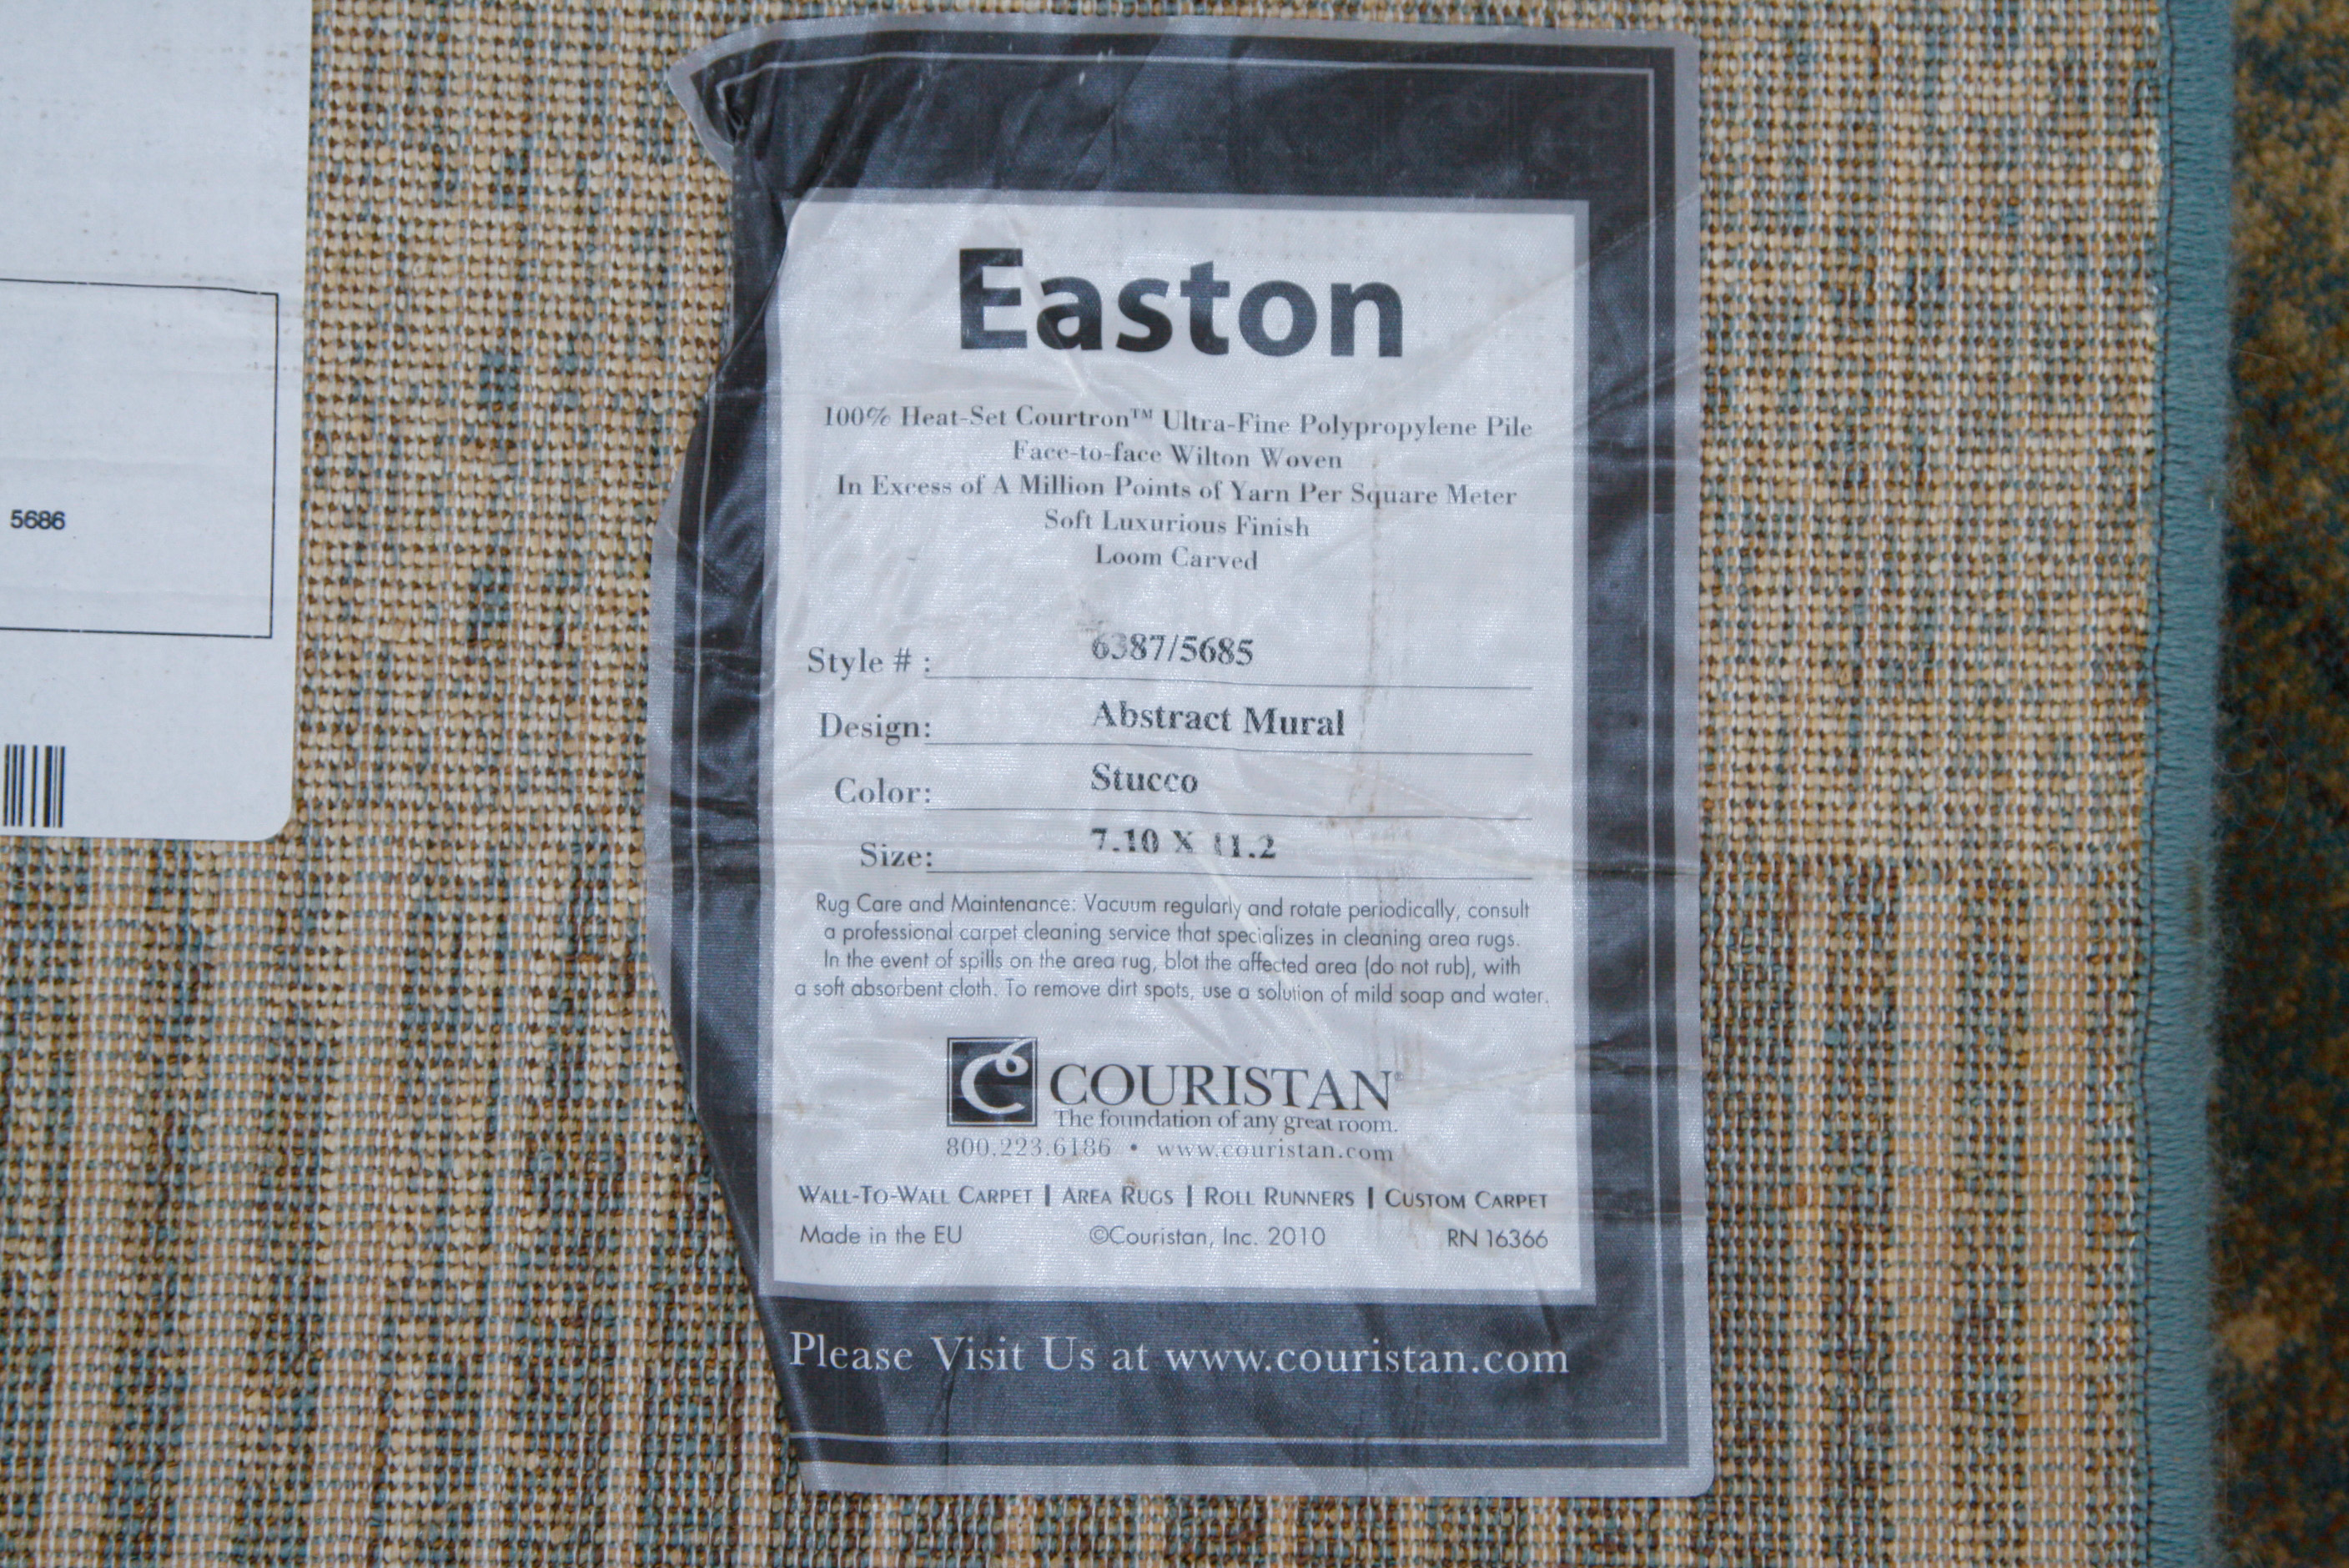 5686
Easton
100% Heat-Set Courtron™ Ultra-Fine Polypropylene Pile
Face-to-face Wilton Woven
In Excess of A Million Points of Yarn Per Square Meter
Soft Luxurious Finish
Loom Carved
Style # : 6387/5685
Design: Abstract Mural
Color: Stucco
Size: 7.10 X 11.2
Rug Care and Maintenance: Vacuum regularly and rotate periodically, consult
a professional carpet cleaning service that specializes in cleaning area rugs.
In the event of spills on the area rug, blot the affected area (do not rub), with
a soft absorbent cloth. To remove dirt spots, use a solution of mild soap and water.
COURISTAN®
The foundation of any great room.
800.223.6186 • www.couristan.com
WALL-TO-WALL CARPET | AREA RUGS | ROLL RUNNERS | CUSTOM CARPET
Made in the EU ©Couristan, Inc. 2010 RN 16366
Please Visit Us at www.couristan.com